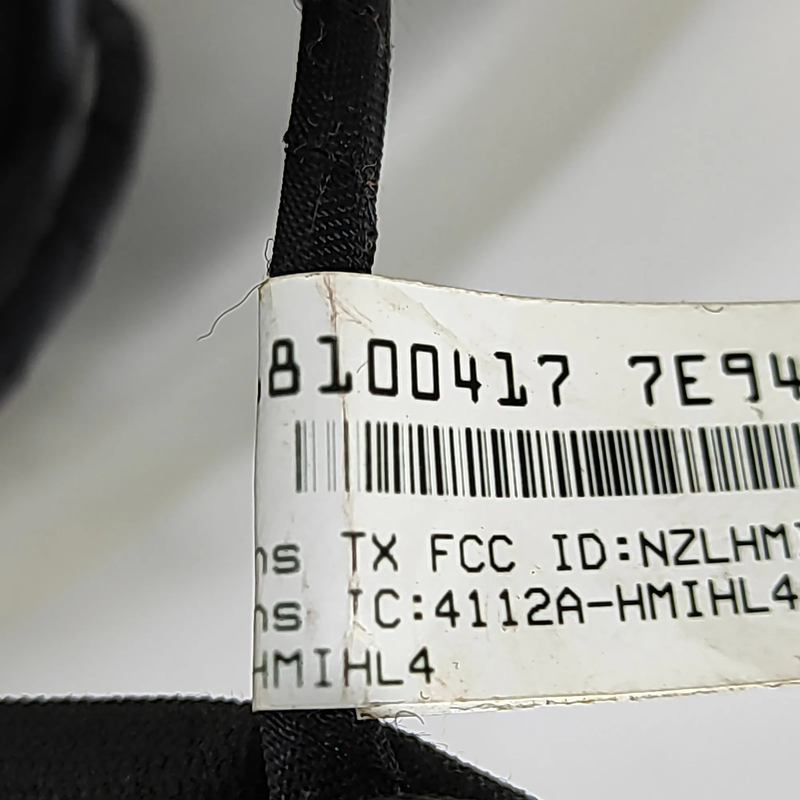 8100417 7E94
ns TX FCC ID:NZLHMI
ns IC:4112A-HMIHL4
HMIHL4